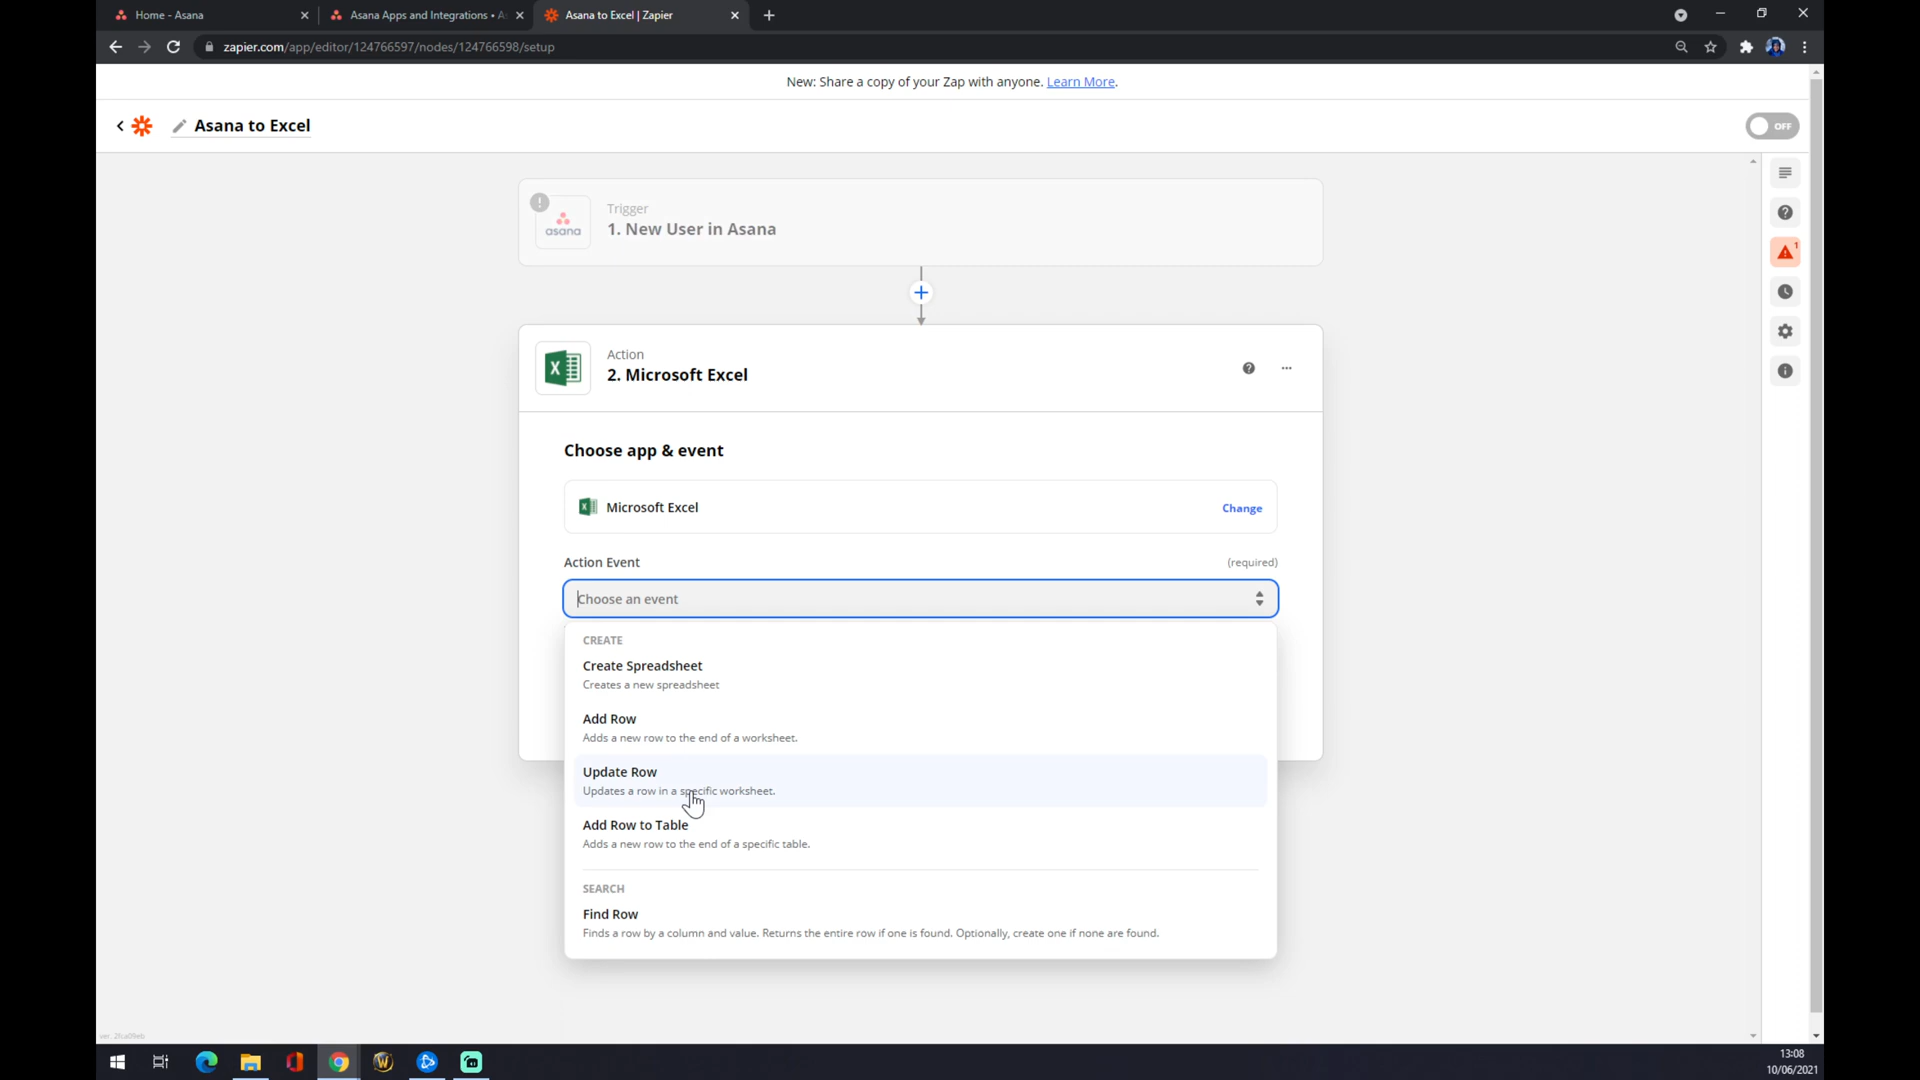 Home - Asana
Asana Apps and Integrations • A
Asana to Excel | Zapier
zapier.com/app/editor/124766597/nodes/124766598/setup
New: Share a copy of your Zap with anyone. Learn More.
Asana to Excel
OFF
asana
Trigger
1. New User in Asana
1
Action
2. Microsoft Excel
Choose app & event
Microsoft Excel
Change
Action Event
(required)
Choose an event
CREATE
Create Spreadsheet
Creates a new spreadsheet
Add Row
Adds a new row to the end of a worksheet.
Update Row
Updates a row in a specific worksheet.
Add Row to Table
Adds a new row to the end of a specific table.
SEARCH
Find Row
Finds a row by a column and value. Returns the entire row if one is found. Optionally, create one if none are found.
13:08
10/06/2021